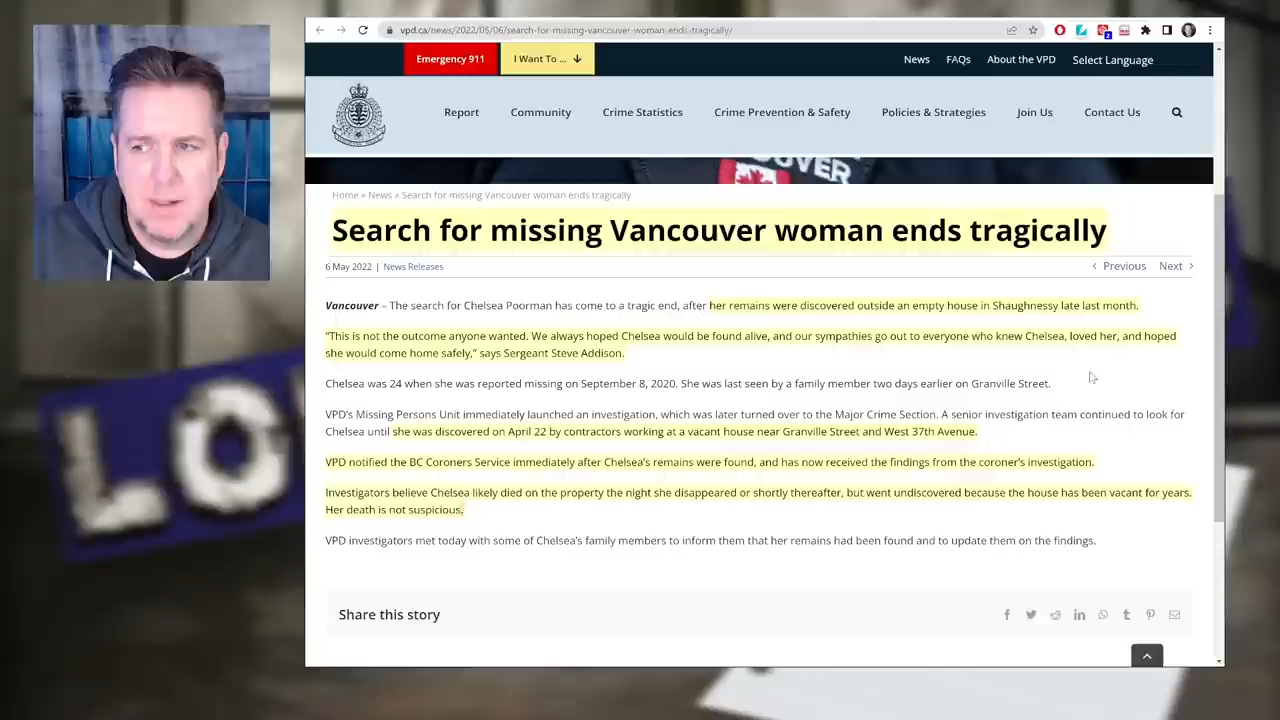 vpd.ca/news/2022/05/06/search-for-missing-vancouver-woman-ends-tragically/
Emergency 911
I Want To ...
News
FAQs
About the VPD
Select Language
Report
Community
Crime Statistics
Crime Prevention & Safety
Policies & Strategies
Join Us
Contact Us
Home » News » Search for missing Vancouver woman ends tragically
Search for missing Vancouver woman ends tragically
6 May 2022 | News Releases
Previous
Next
Vancouver – The search for Chelsea Poorman has come to a tragic end, after her remains were discovered outside an empty house in Shaughnessy late last month.
"This is not the outcome anyone wanted. We always hoped Chelsea would be found alive, and our sympathies go out to everyone who knew Chelsea, loved her, and hoped
she would come home safely," says Sergeant Steve Addison.
Chelsea was 24 when she was reported missing on September 8, 2020. She was last seen by a family member two days earlier on Granville Street.
VPD's Missing Persons Unit immediately launched an investigation, which was later turned over to the Major Crime Section. A senior investigation team continued to look for
Chelsea until she was discovered on April 22 by contractors working at a vacant house near Granville Street and West 37th Avenue.
VPD notified the BC Coroners Service immediately after Chelsea's remains were found, and has now received the findings from the coroner's investigation.
Investigators believe Chelsea likely died on the property the night she disappeared or shortly thereafter, but went undiscovered because the house has been vacant for years.
Her death is not suspicious.
VPD investigators met today with some of Chelsea's family members to inform them that her remains had been found and to update them on the findings.
Share this story
LO